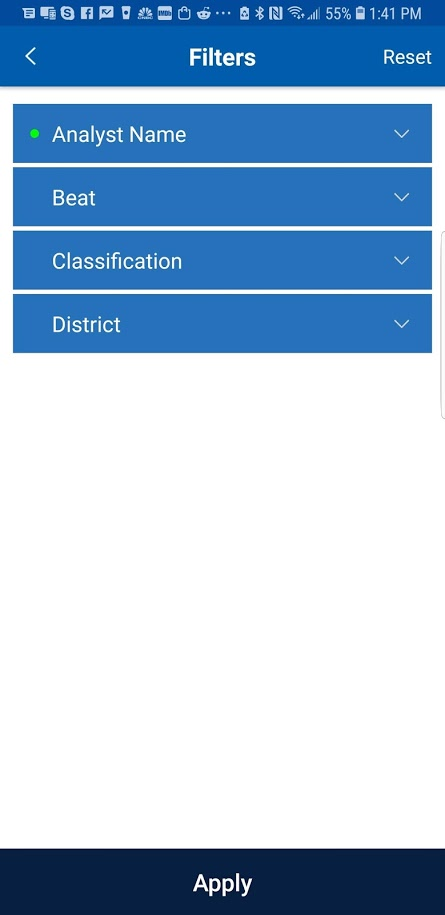 55% 1:41 PM
Filters
Reset
Analyst Name
Beat
Classification
District
Apply